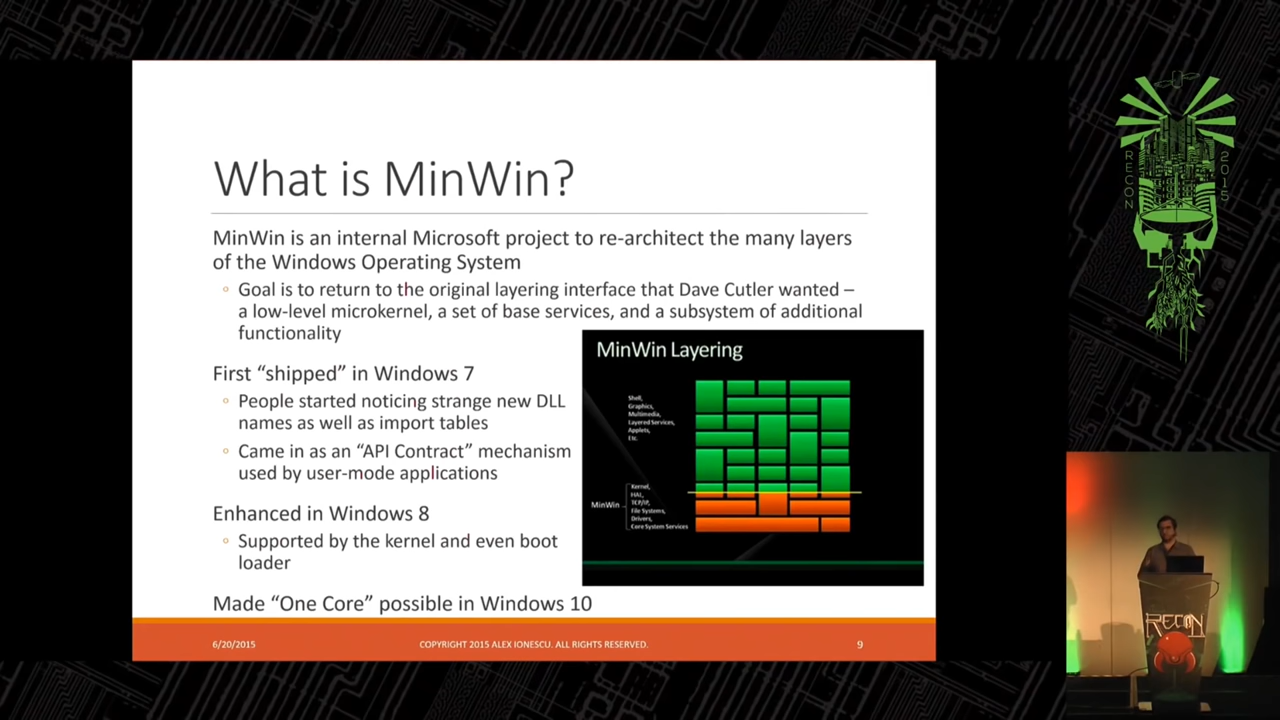 What is MinWin?
MinWin is an internal Microsoft project to re-architect the many layers
of the Windows Operating System
◦ Goal is to return to the original layering interface that Dave Cutler wanted –
a low-level microkernel, a set of base services, and a subsystem of additional
functionality
First “shipped” in Windows 7
◦ People started noticing strange new DLL
names as well as import tables
◦ Came in as an “API Contract” mechanism
used by user-mode applications
Enhanced in Windows 8
◦ Supported by the kernel and even boot
loader
Made “One Core” possible in Windows 10
MinWin Layering
Shell,
Graphics,
Multimedia,
Layered Services,
Applets,
Etc.
MinWin
Kernel,
HAL,
TCP/IP,
File Systems,
Drivers,
Core System Services
6/20/2015
COPYRIGHT 2015 ALEX IONESCU. ALL RIGHTS RESERVED.
9
RECON
2015
RECON